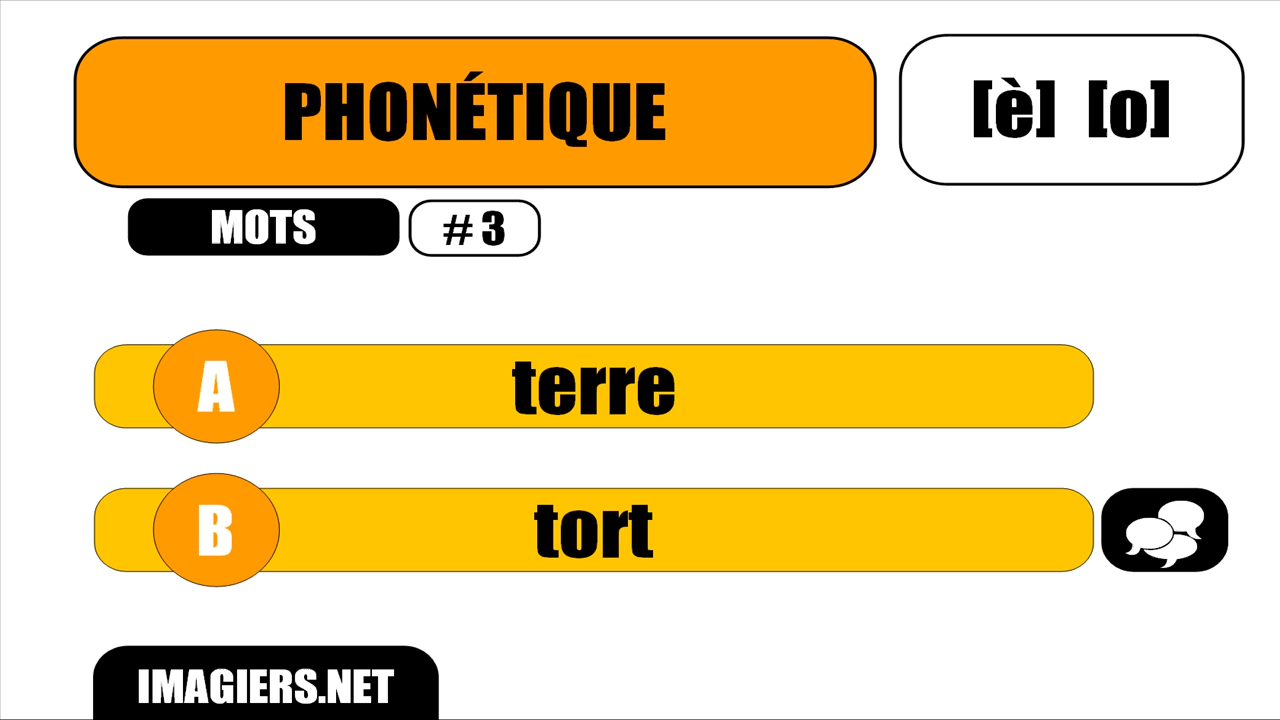 PHONÉTIQUE
[è] [o]
MOTS
# 3
A terre
B tort
IMAGIERS.NET